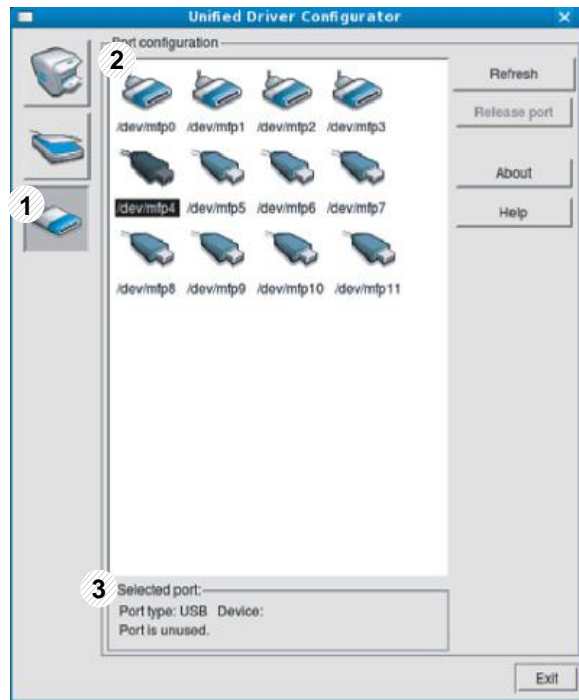 Unified Driver Configurator
Port configuration
2
/dev/mfp0 /dev/mfp1 /dev/mfp2 /dev/mfp3
/dev/mfp4 /dev/mfp5 /dev/mfp6 /dev/mfp7
/dev/mfp8 /dev/mfp9 /dev/mfp10 /dev/mfp11
Refresh
Release port
About
Help
1
3
Selected port:
Port type: USB Device:
Port is unused.
Exit